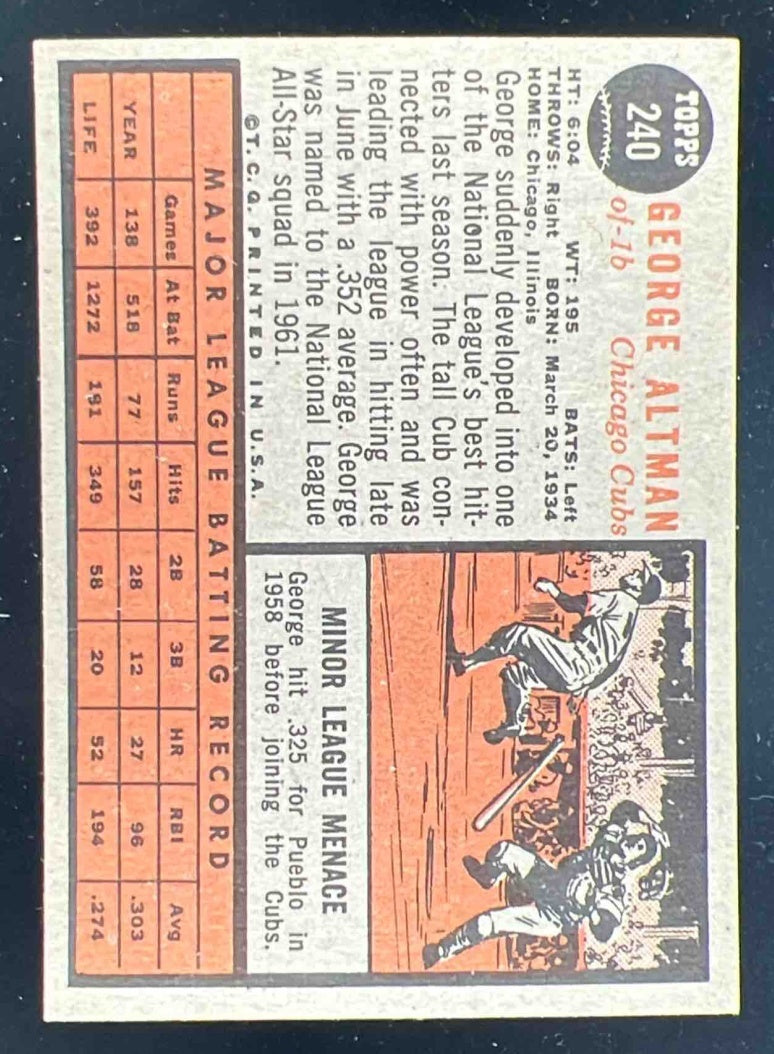 TOPPS
240
GEORGE ALTMAN
of-1b Chicago Cubs
HT: 6:04 WT: 195 BATS: Left
THROWS: Right BORN: March 20, 1934
HOME: Chicago, Illinois
George suddenly developed into one
of the National League's best hit-
ters last season. The tall Cub con-
nected with power often and was
leading the league in hitting late
in June with a .352 average. George
was named to the National League
All-Star squad in 1961.
©T. C. G. PRINTED IN U.S.A.
MINOR LEAGUE MENACE
George hit .325 for Pueblo in
1958 before joining the Cubs.
MAJOR LEAGUE BATTING RECORD
Games At Bat Runs Hits 2B 3B HR RBI Avg
YEAR 138 518 77 157 28 12 27 96 .303
LIFE 392 1272 191 349 58 20 52 194 .274